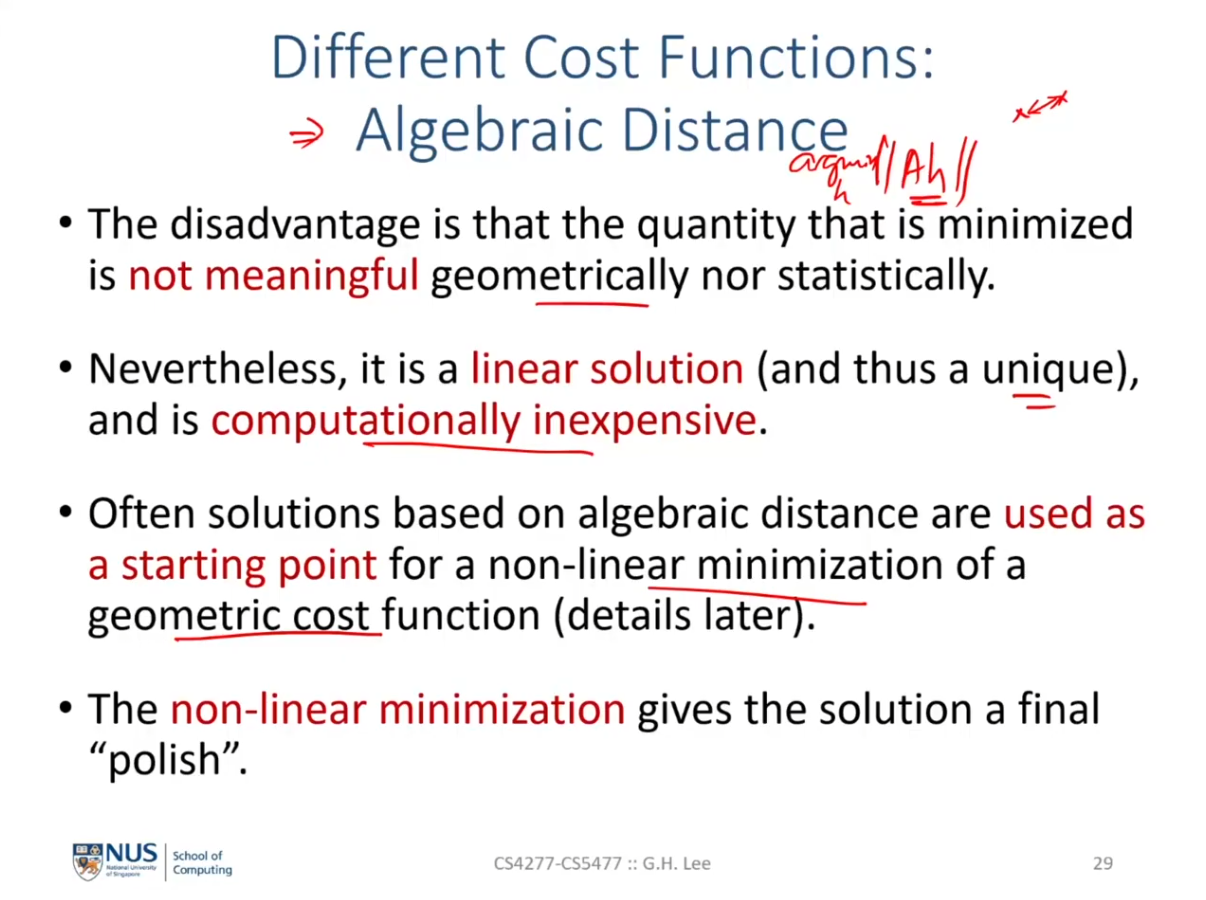 Different Cost Functions:
⇒ Algebraic Distance
argmin ||Ah||
h
• The disadvantage is that the quantity that is minimized
is not meaningful geometrically nor statistically.
• Nevertheless, it is a linear solution (and thus a unique),
and is computationally inexpensive.
• Often solutions based on algebraic distance are used as
a starting point for a non-linear minimization of a
geometric cost function (details later).
• The non-linear minimization gives the solution a final
“polish”.
NUS
National University
of Singapore
School of
Computing
CS4277-CS5477 :: G.H. Lee
29